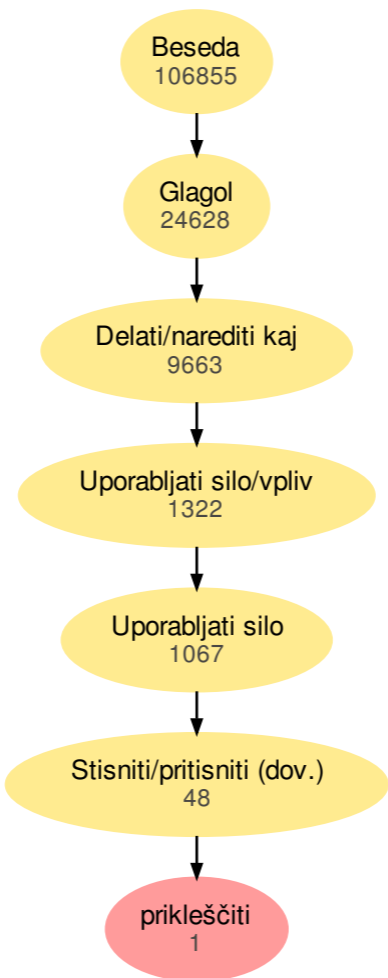 Beseda
106855
Glagol
24628
Delati/narediti kaj
9663
Uporabljati silo/vpliv
1322
Uporabljati silo
1067
Stisniti/pritisniti (dov.)
48
prikleščiti
1